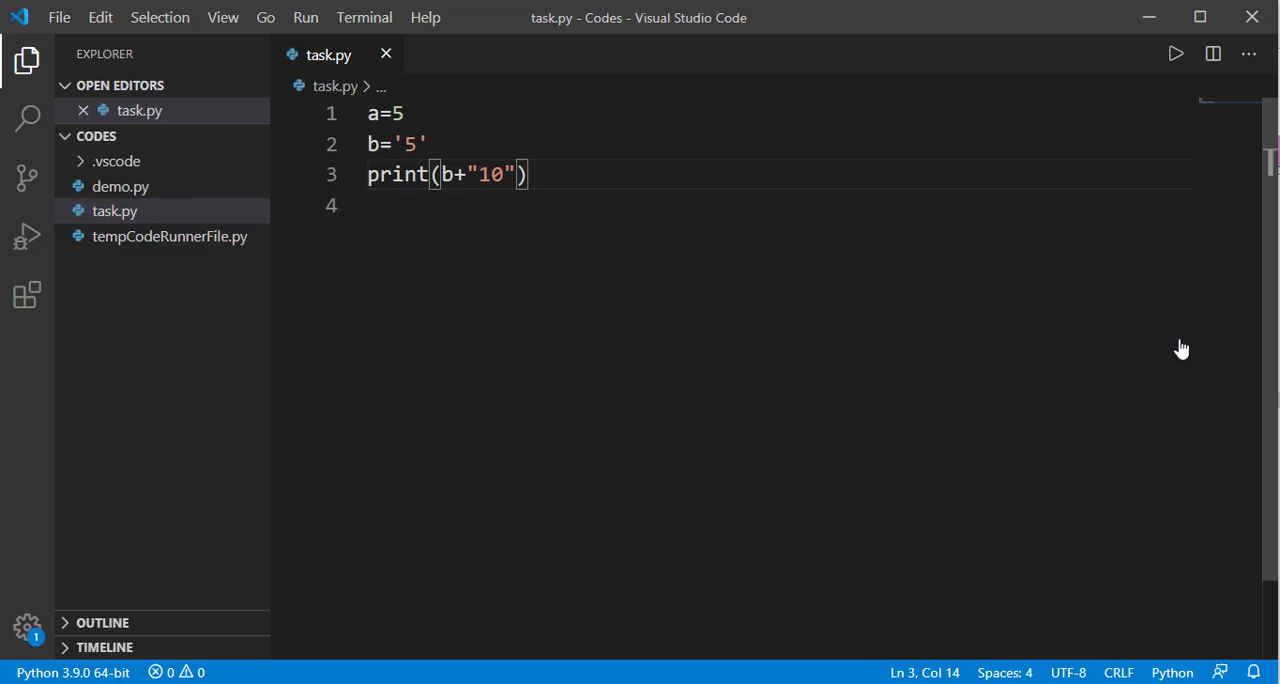 File Edit Selection View Go Run Terminal Help task.py - Codes - Visual Studio Code
EXPLORER
OPEN EDITORS
task.py
CODES
.vscode
demo.py
task.py
tempCodeRunnerFile.py
OUTLINE
TIMELINE
task.py
task.py > ...
1 a=5
2 b='5'
3 print(b+"10")
4
1
Python 3.9.0 64-bit 0 0 Ln 3, Col 14 Spaces: 4 UTF-8 CRLF Python